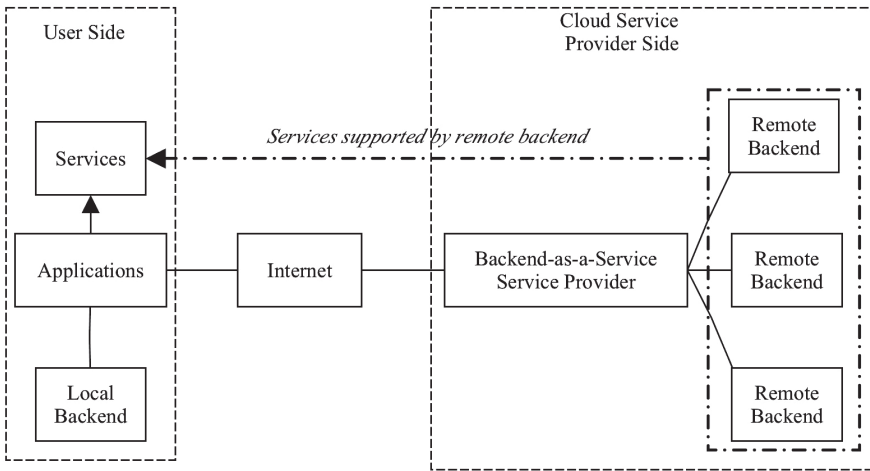 User Side
Cloud Service
Provider Side
Services supported by remote backend
Services
Remote
Backend
Applications
Internet
Backend-as-a-Service
Service Provider
Remote
Backend
Local
Backend
Remote
Backend